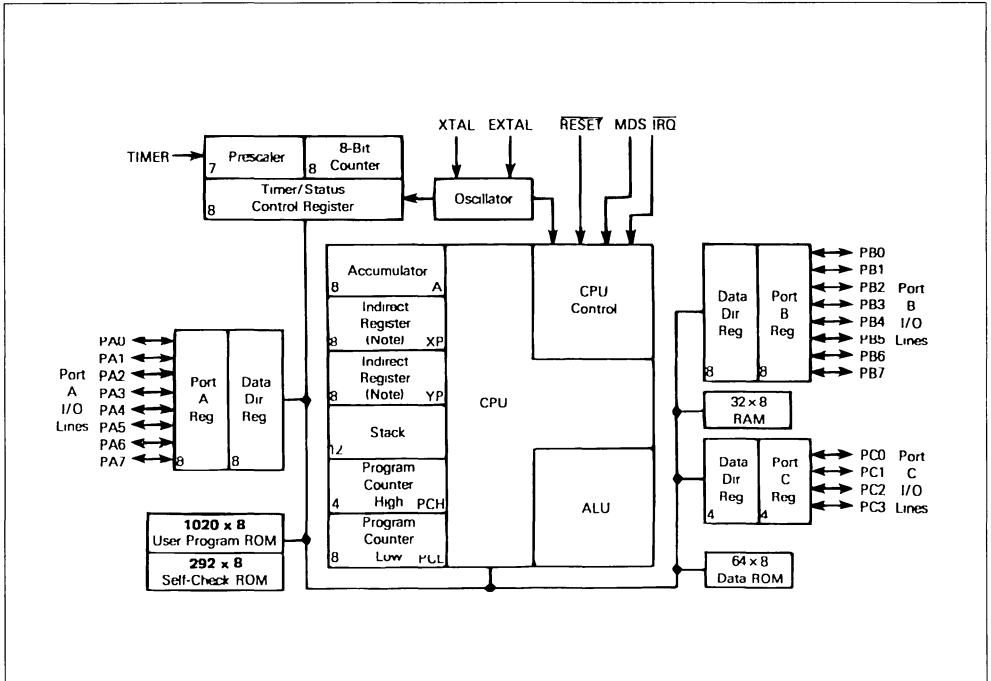 XTAL EXTAL RESET MDS IRQ
TIMER
Prescaler
7
8-Bit
Counter
8
Timer/Status
Control Register
8
Oscillator
Accumulator
8 A
Indirect
Register
(Note)
8 XP
Indirect
Register
(Note)
8 YP
Stack
12
Program
Counter
High
4 PCH
Program
Counter
Low
8 PCL
CPU
CPU
Control
ALU
Port
A
I/O
Lines
PA0
PA1
PA2
PA3
PA4
PA5
PA6
PA7
Port
A
Reg
8
Data
Dir
Reg
8
1020 x 8
User Program ROM
292 x 8
Self-Check ROM
Data
Dir
Reg
8
Port
B
Reg
8
PB0
PB1
PB2
PB3
PB4
PB5
PB6
PB7
Port
B
I/O
Lines
32 x 8
RAM
Data
Dir
Reg
4
Port
C
Reg
4
PC0
PC1
PC2
PC3
Port
C
I/O
Lines
64 x 8
Data ROM